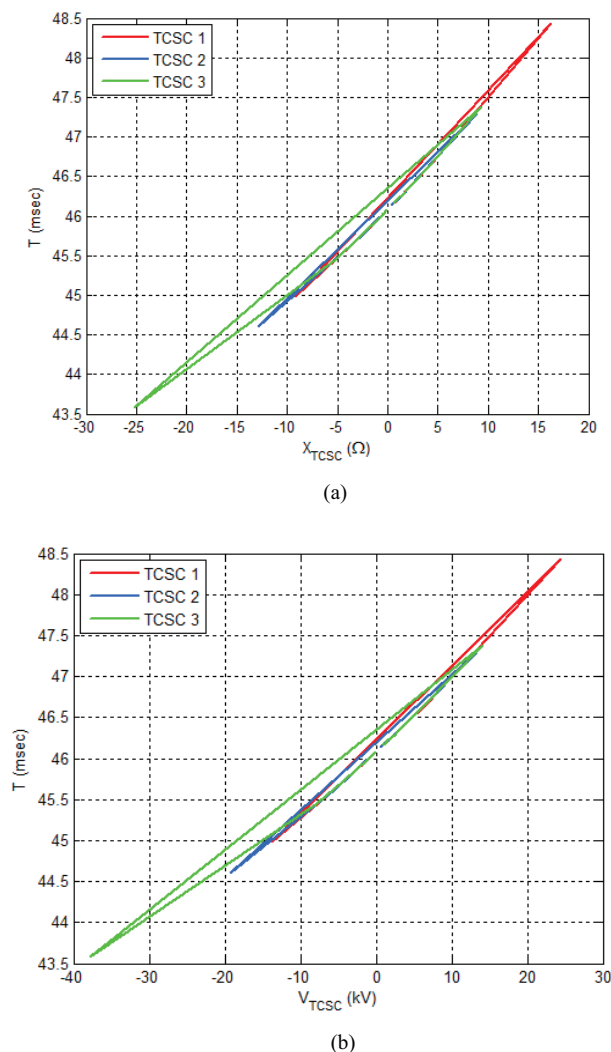 48.5
48
47.5
47
46.5
46
45.5
45
44.5
44
43.5
T (msec)
TCSC 1
TCSC 2
TCSC 3
-30 -25 -20 -15 -10 -5 0 5 10 15 20
X_TCSC (Ω)
(a)
48.5
48
47.5
47
46.5
46
45.5
45
44.5
44
43.5
T (msec)
TCSC 1
TCSC 2
TCSC 3
-40 -30 -20 -10 0 10 20 30
V_TCSC (kV)
(b)